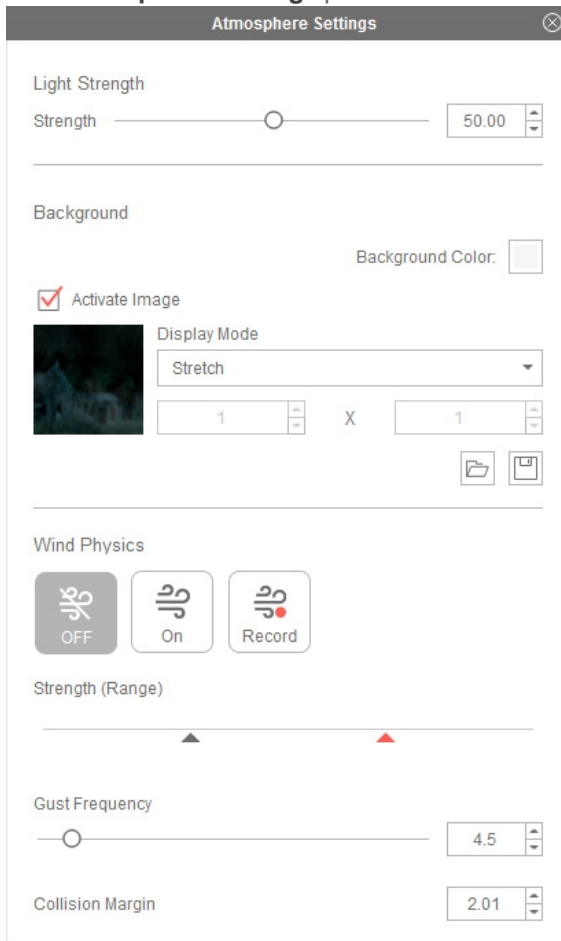 Atmosphere Settings
Light Strength
Strength 50.00
Background
Background Color:
Activate Image
Display Mode
Stretch
1 X 1
Wind Physics
OFF On Record
Strength (Range)
Gust Frequency
4.5
Collision Margin 2.01